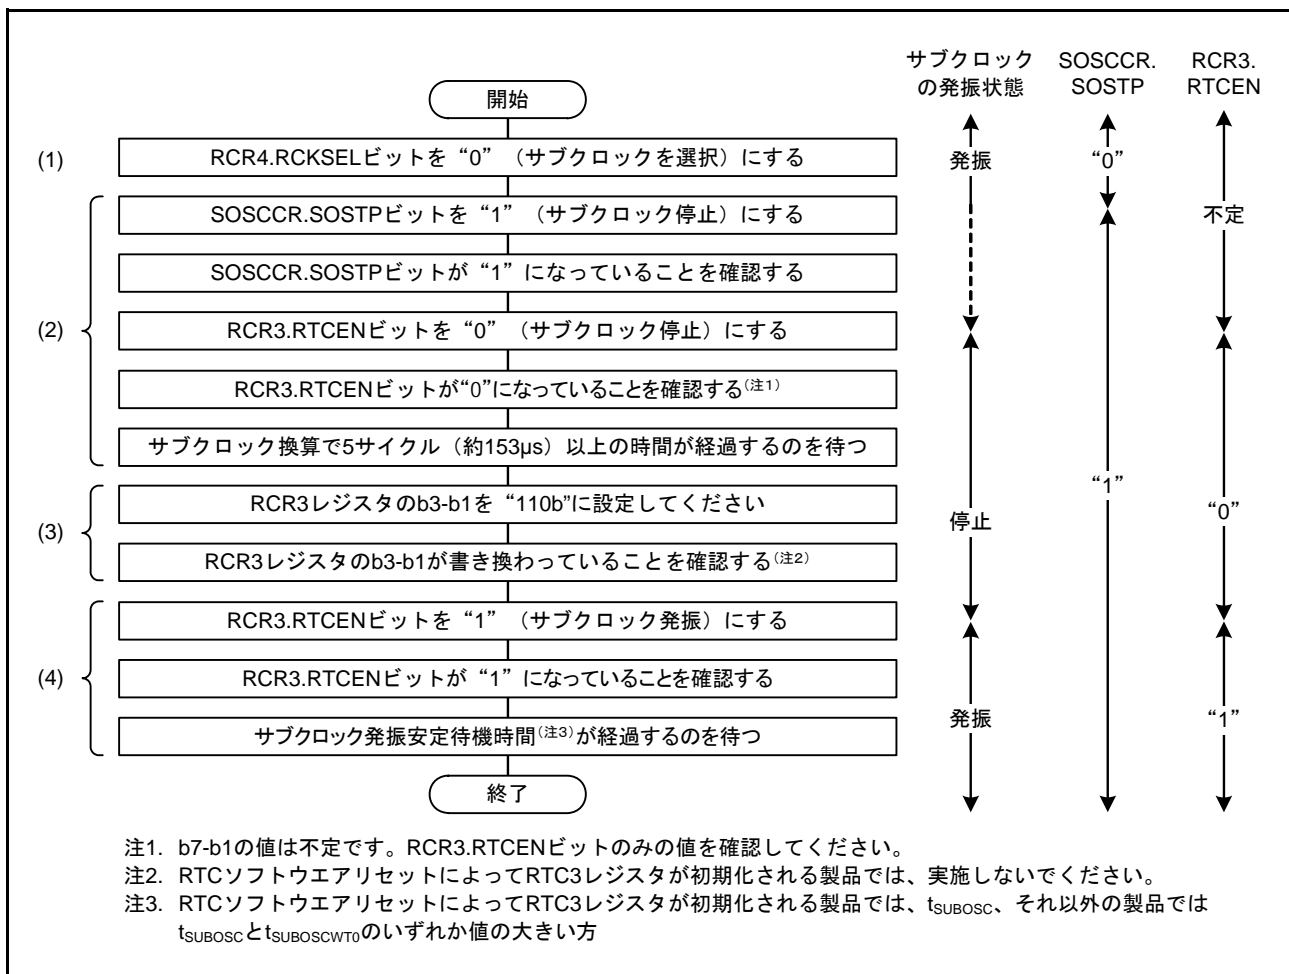 サブクロック
の発振状態
SOSCCR.
SOSTP
RCR3.
RTCEN
開始
(1)
RCR4.RCKSELビットを“0”（サブクロックを選択）にする
発振
“0”
SOSCCR.SOSTPビットを“1”（サブクロック停止）にする
不定
SOSCCR.SOSTPビットが“1”になっていることを確認する
(2)
RCR3.RTCENビットを“0”（サブクロック停止）にする
RCR3.RTCENビットが“0”になっていることを確認する(注1)
サブクロック換算で5サイクル（約153µs）以上の時間が経過するのを待つ
“1”
RCR3レジスタのb3-b1を“110b”に設定してください
停止
“0”
(3)
RCR3レジスタのb3-b1が書き換わっていることを確認する(注2)
RCR3.RTCENビットを“1”（サブクロック発振）にする
(4)
RCR3.RTCENビットが“1”になっていることを確認する
発振
“1”
サブクロック発振安定待機時間(注3)が経過するのを待つ
終了
注1. b7-b1の値は不定です。RCR3.RTCENビットのみの値を確認してください。
注2. RTCソフトウエアリセットによってRTC3レジスタが初期化される製品では、実施しないでください。
注3. RTCソフトウエアリセットによってRTC3レジスタが初期化される製品では、tSUBOSC、それ以外の製品では
tSUBOSCとtSUBOSCWT0のいずれか値の大きい方